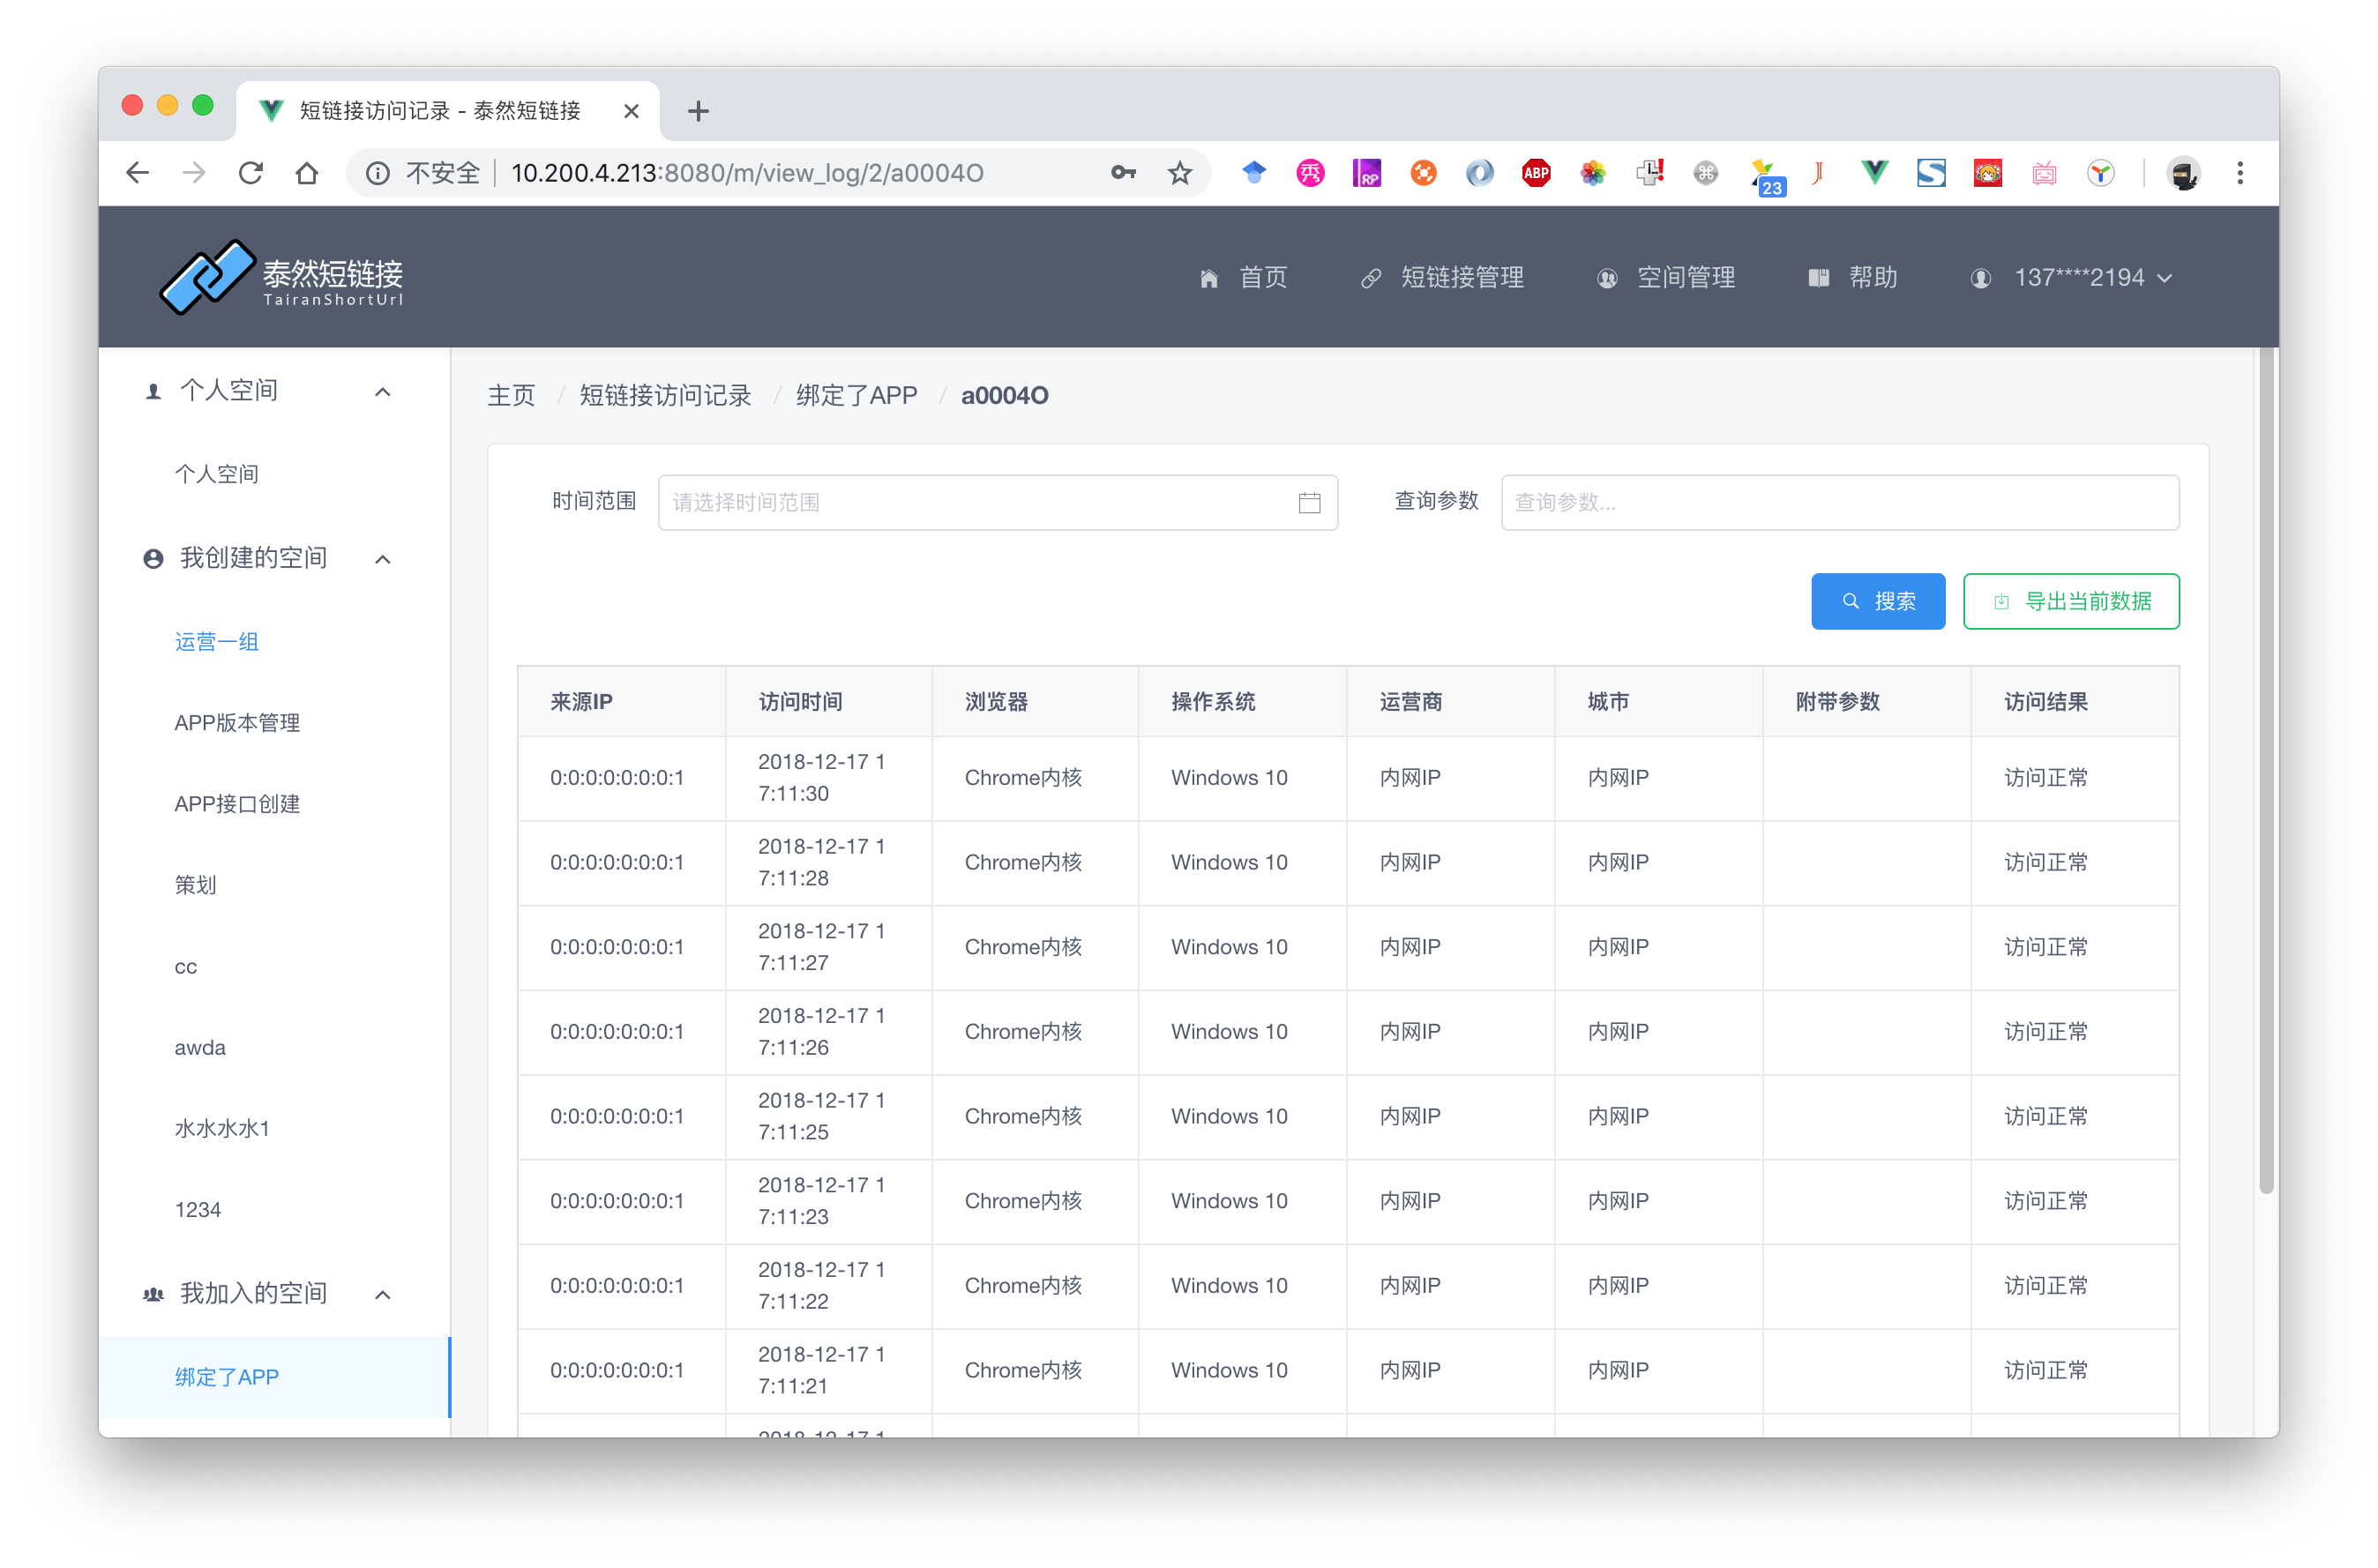 短链接访问记录 - 泰然短链接
不安全 10.200.4.213:8080/m/view_log/2/a0004O
秀
RP
ABP
23
泰然短链接
TairanShortUrl
首页
短链接管理
空间管理
帮助
137****2194
个人空间
个人空间
我创建的空间
运营一组
APP版本管理
APP接口创建
策划
cc
awda
水水水水1
1234
我加入的空间
绑定了APP
主页 / 短链接访问记录 / 绑定了APP / a0004O
时间范围 请选择时间范围 查询参数 查询参数...
搜索 导出当前数据
来源IP 访问时间 浏览器 操作系统 运营商 城市 附带参数 访问结果
0:0:0:0:0:0:0:1 2018-12-17 1
7:11:30 Chrome内核 Windows 10 内网IP 内网IP 访问正常
0:0:0:0:0:0:0:1 2018-12-17 1
7:11:28 Chrome内核 Windows 10 内网IP 内网IP 访问正常
0:0:0:0:0:0:0:1 2018-12-17 1
7:11:27 Chrome内核 Windows 10 内网IP 内网IP 访问正常
0:0:0:0:0:0:0:1 2018-12-17 1
7:11:26 Chrome内核 Windows 10 内网IP 内网IP 访问正常
0:0:0:0:0:0:0:1 2018-12-17 1
7:11:25 Chrome内核 Windows 10 内网IP 内网IP 访问正常
0:0:0:0:0:0:0:1 2018-12-17 1
7:11:23 Chrome内核 Windows 10 内网IP 内网IP 访问正常
0:0:0:0:0:0:0:1 2018-12-17 1
7:11:22 Chrome内核 Windows 10 内网IP 内网IP 访问正常
0:0:0:0:0:0:0:1 2018-12-17 1
7:11:21 Chrome内核 Windows 10 内网IP 内网IP 访问正常
2018-12-17 1